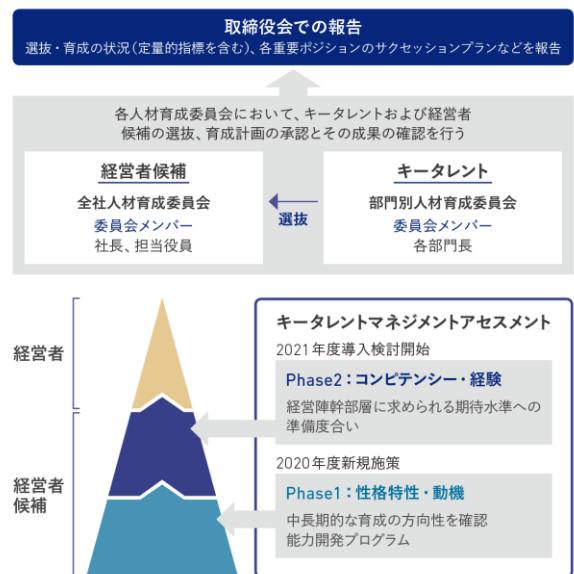 取締役会での報告
選抜・育成の状況(定量的指標を含む)、各重要ポジションのサクセッションプランなどを報告
各人材育成委員会において、キータレントおよび経営者
候補の選抜、育成計画の承認とその成果の確認を行う
経営者候補
全社人材育成委員会
委員会メンバー
社長、担当役員
選抜
キータレント
部門別人材育成委員会
委員会メンバー
各部門長
経営者
経営者
候補
キータレントマネジメントアセスメント
2021年度導入検討開始
Phase2:コンピテンシー・経験
経営陣幹部層に求められる期待水準への
準備度合い
2020年度新規施策
Phase1:性格特性・動機
中長期的な育成の方向性を確認
能力開発プログラム